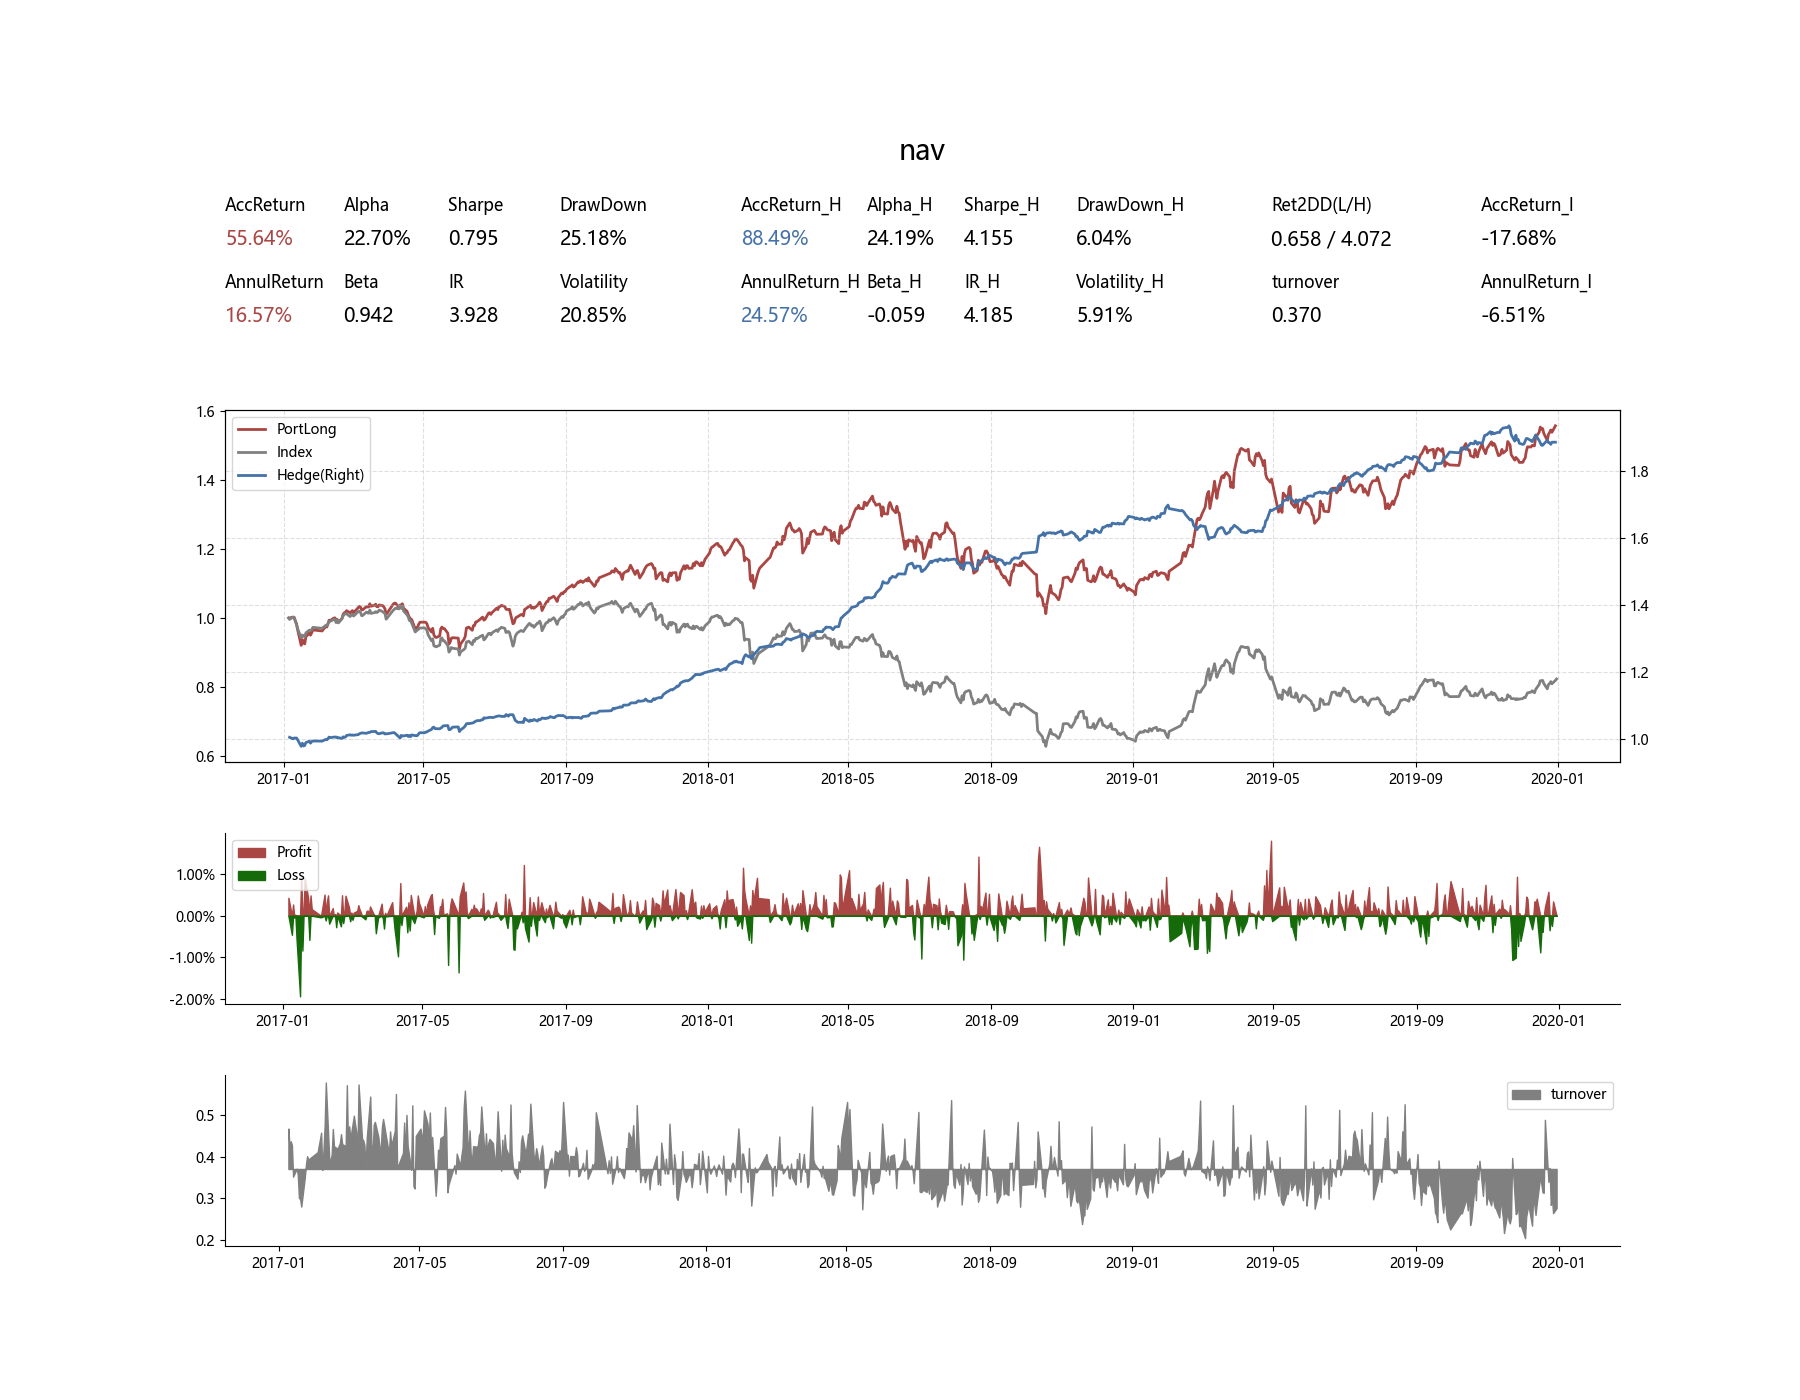 nav
AccReturn Alpha Sharpe DrawDown AccReturn_H Alpha_H Sharpe_H DrawDown_H Ret2DD(L/H) AccReturn_I
55.64% 22.70% 0.795 25.18% 88.49% 24.19% 4.155 6.04% 0.658 / 4.072 -17.68%
AnnulReturn Beta IR Volatility AnnulReturn_H Beta_H IR_H Volatility_H turnover AnnulReturn_I
16.57% 0.942 3.928 20.85% 24.57% -0.059 4.185 5.91% 0.370 -6.51%
1.6
PortLong
Index
Hedge(Right)
1.4
1.2
1.0
0.8
0.6
1.8
1.6
1.4
1.2
1.0
2017-01 2017-05 2017-09 2018-01 2018-05 2018-09 2019-01 2019-05 2019-09 2020-01
Profit
Loss
1.00%
0.00%
-1.00%
-2.00%
2017-01 2017-05 2017-09 2018-01 2018-05 2018-09 2019-01 2019-05 2019-09 2020-01
turnover
0.5
0.4
0.3
0.2
2017-01 2017-05 2017-09 2018-01 2018-05 2018-09 2019-01 2019-05 2019-09 2020-01